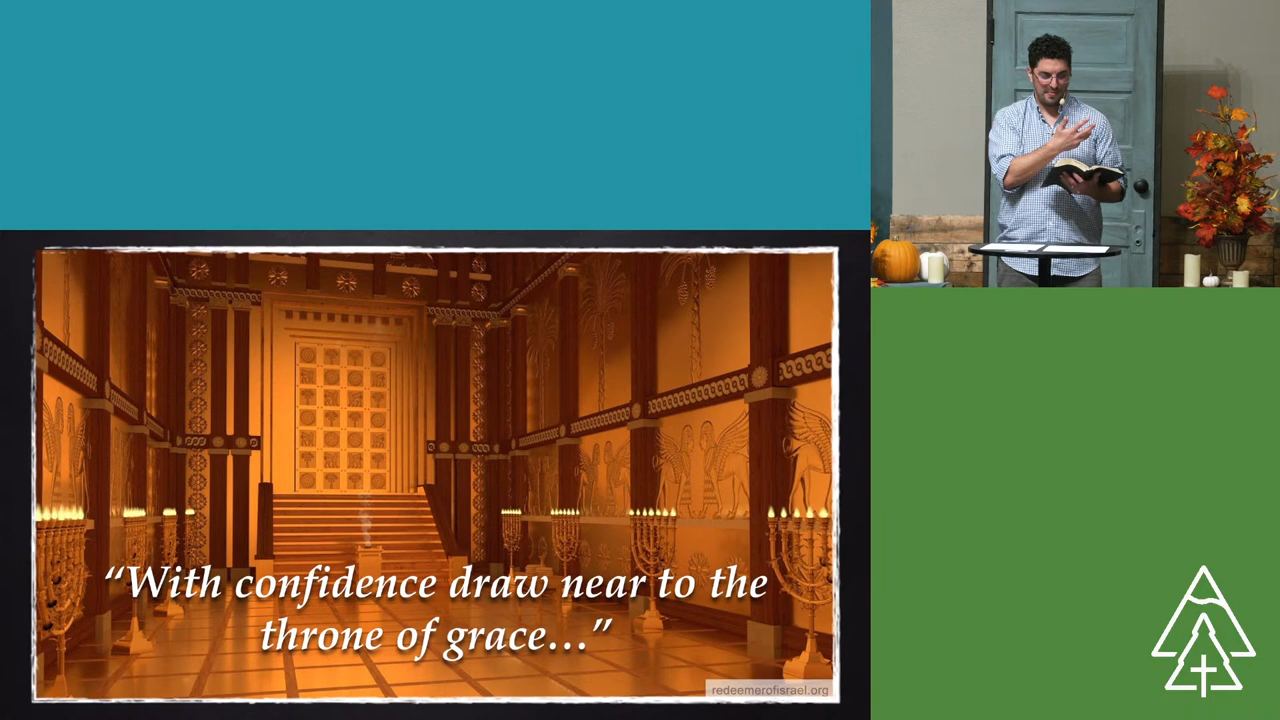 “With confidence draw near to the
throne of grace…”
redeemerofisrael.org